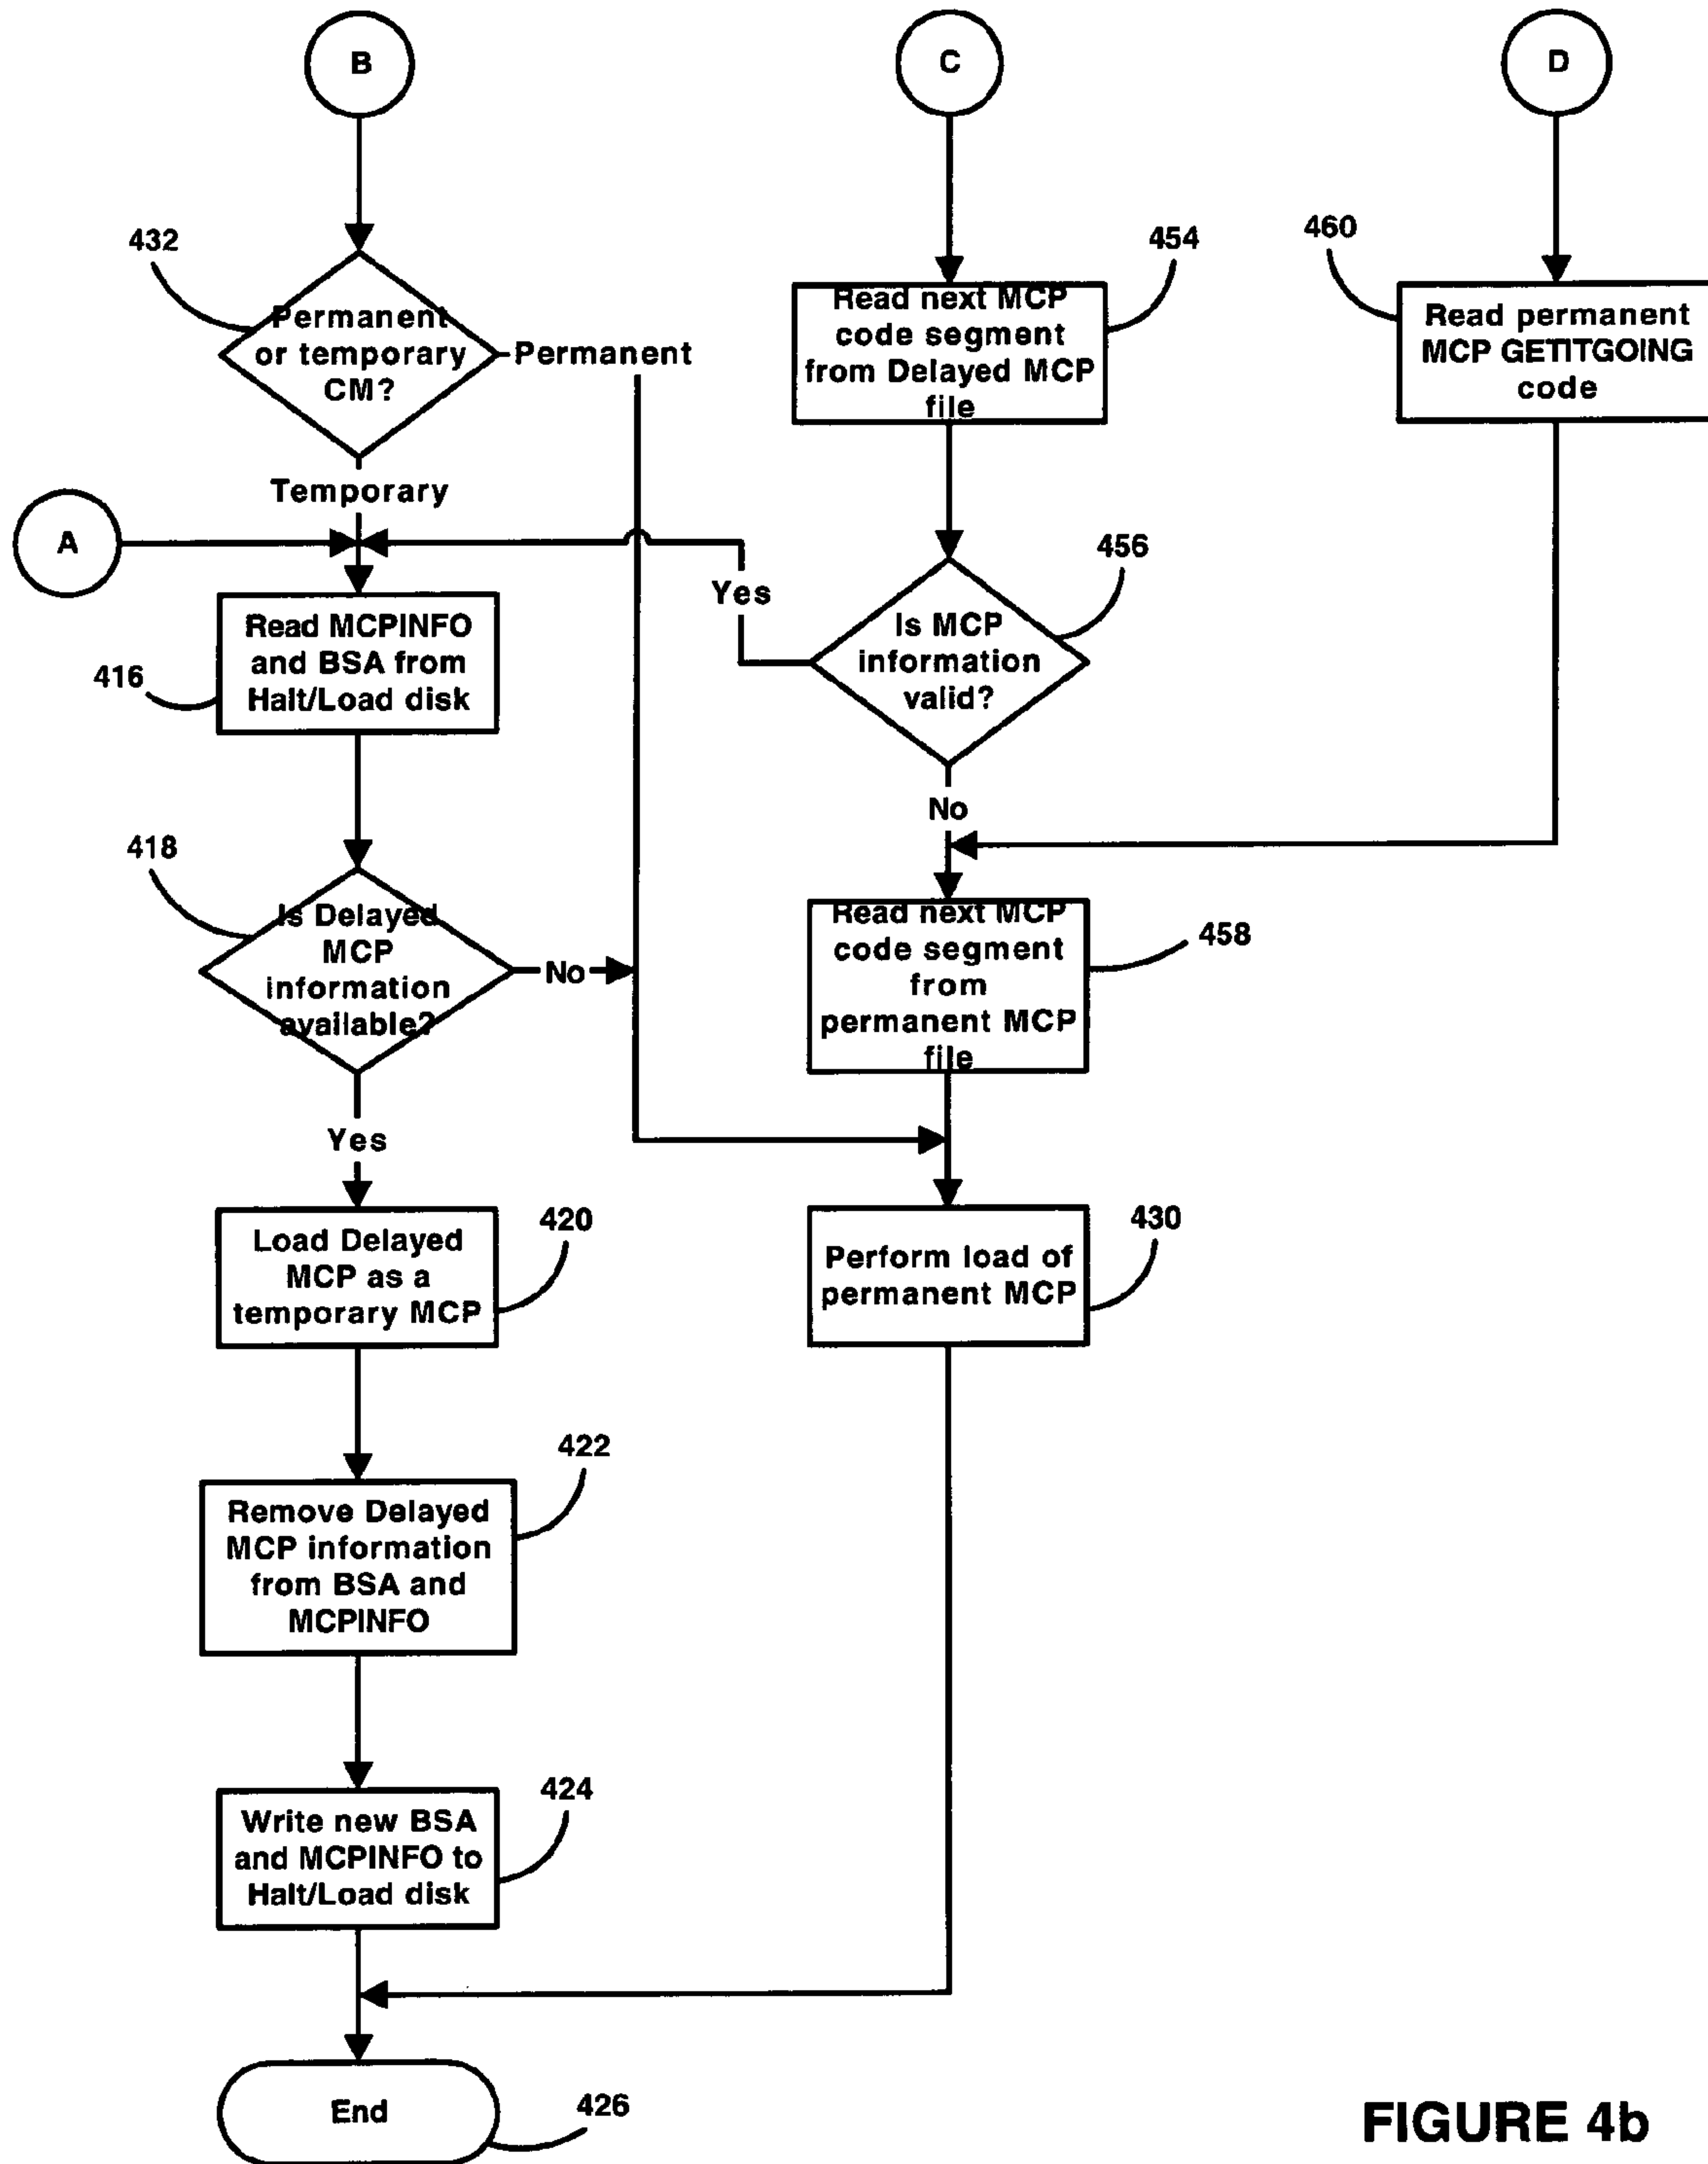 B
C
D
432
Permanent
or temporary
CM?
Permanent
Temporary
454
Read next MCP
code segment
from Delayed MCP
file
460
Read permanent
MCP GETITGOING
code
A
416
Read MCPINFO
and BSA from
Halt/Load disk
Yes
456
Is MCP
information
valid?
No
418
Is Delayed
MCP
information
available?
No
Yes
458
Read next MCP
code segment
from
permanent MCP
file
420
Load Delayed
MCP as a
temporary MCP
430
Perform load of
permanent MCP
422
Remove Delayed
MCP information
from BSA and
MCPINFO
424
Write new BSA
and MCPINFO to
Halt/Load disk
End
426
FIGURE 4b